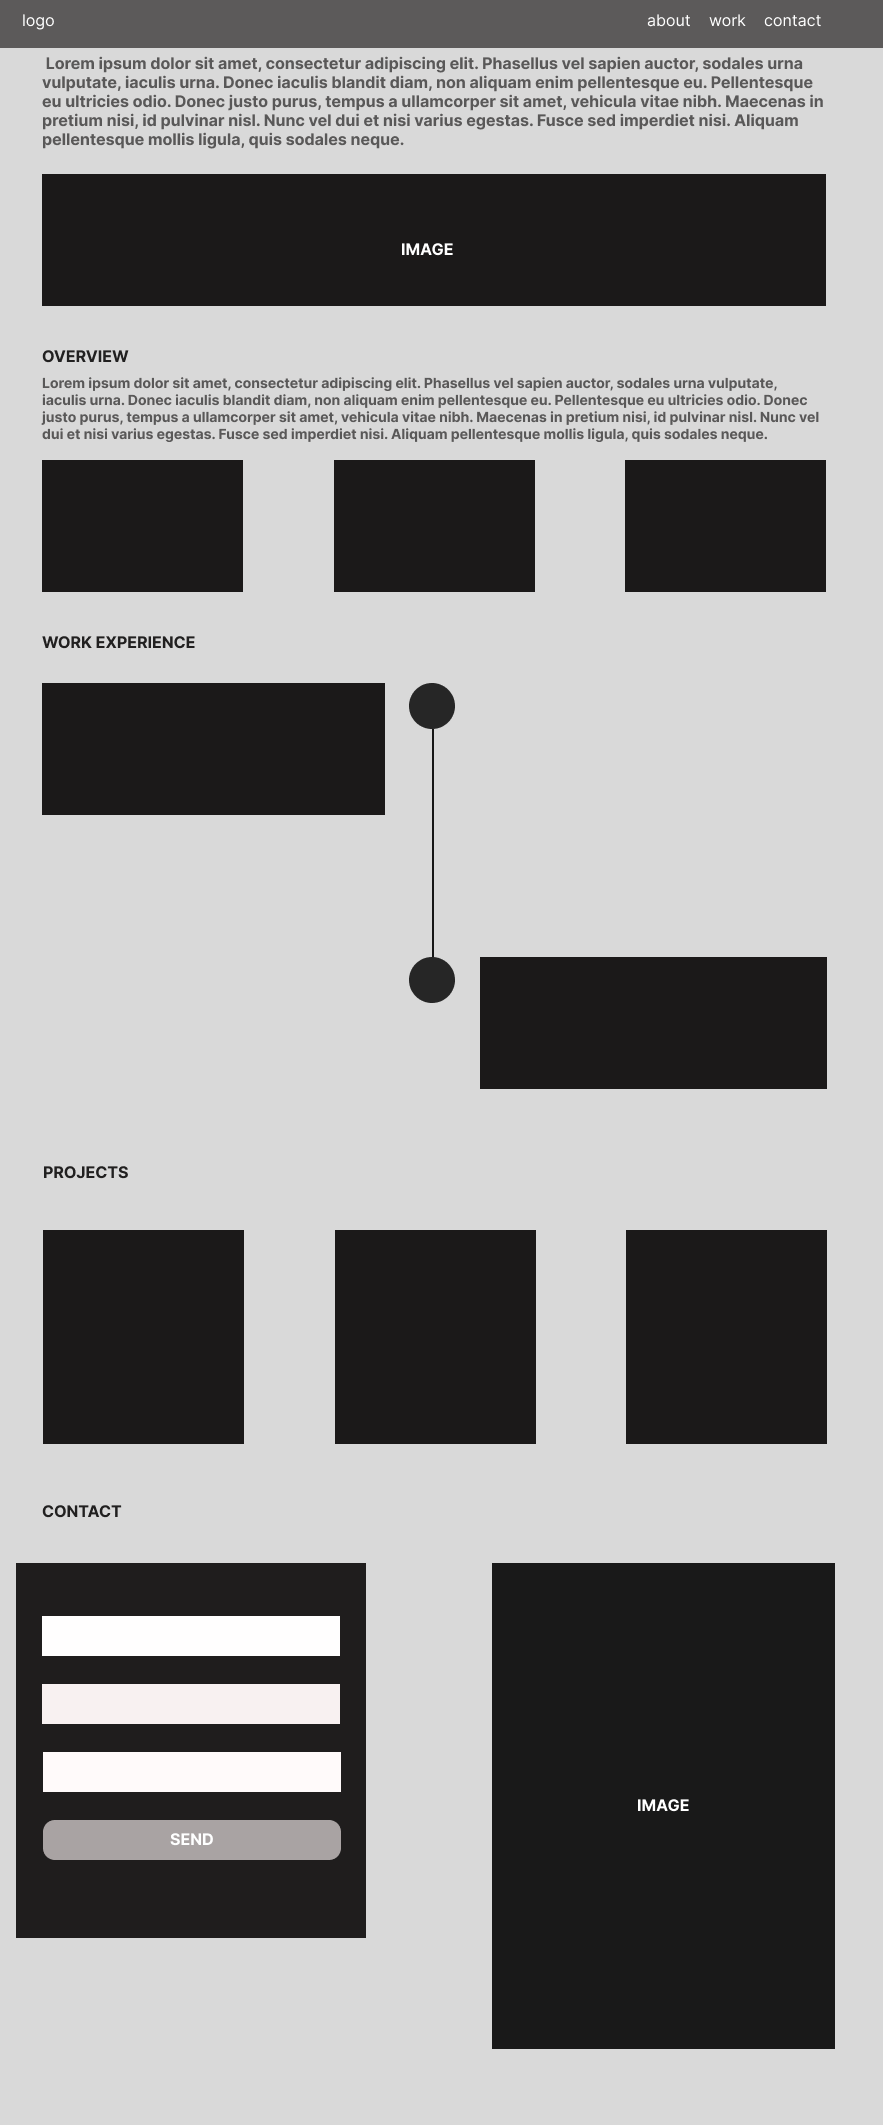 logo
about work contact
Lorem ipsum dolor sit amet, consectetur adipiscing elit. Phasellus vel sapien auctor, sodales urna
vulputate, iaculis urna. Donec iaculis blandit diam, non aliquam enim pellentesque eu. Pellentesque
eu ultricies odio. Donec justo purus, tempus a ullamcorper sit amet, vehicula vitae nibh. Maecenas in
pretium nisi, id pulvinar nisl. Nunc vel dui et nisi varius egestas. Fusce sed imperdiet nisi. Aliquam
pellentesque mollis ligula, quis sodales neque.
IMAGE
OVERVIEW
Lorem ipsum dolor sit amet, consectetur adipiscing elit. Phasellus vel sapien auctor, sodales urna vulputate,
iaculis urna. Donec iaculis blandit diam, non aliquam enim pellentesque eu. Pellentesque eu ultricies odio. Donec
justo purus, tempus a ullamcorper sit amet, vehicula vitae nibh. Maecenas in pretium nisi, id pulvinar nisl. Nunc vel
dui et nisi varius egestas. Fusce sed imperdiet nisi. Aliquam pellentesque mollis ligula, quis sodales neque.
WORK EXPERIENCE
PROJECTS
CONTACT
SEND
IMAGE